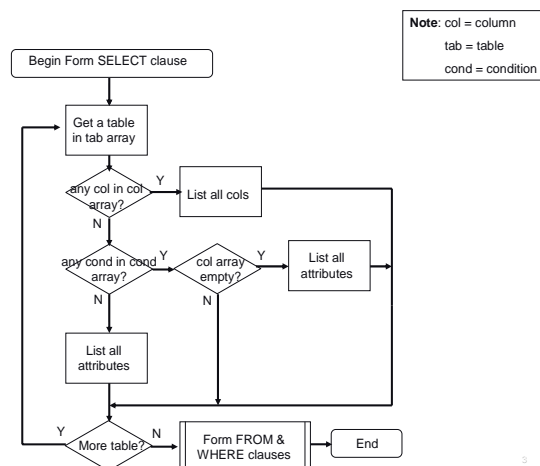 Note: col = column
tab = table
cond = condition
Begin Form SELECT clause
Get a table
in tab array
any col in col
array?
Y
List all cols
N
any cond in cond
array?
Y
col array
empty?
Y
List all
attributes
N
N
List all
attributes
Y
More table?
N
Form FROM &
WHERE clauses
End
3